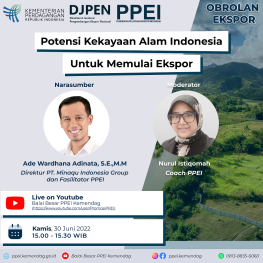 KEMENTERIAN
PERDAGANGAN
REPUBLIK INDONESIA
DJPEN
PPEI
OBROLAN
EKSPOR
Potensi Kekayaan Alam Indonesia
Untuk Memulai Ekspor
Narasumber
Moderator
Ade Wardhana Adinata, S.E.,M.M
Direktur PT. Minaqu Indonesia Group
dan Fasilitator PPEI
Nurul Istiqomah
Coach PPEI
Live on Youtube
Balai Besar PPEI Kemendag
Kamis, 30 Juni 2022
15.00 - 15.30 WIB
ppei.kemendag.go.id
Balai Besar PPEI Kemendag
ppei.kemendag